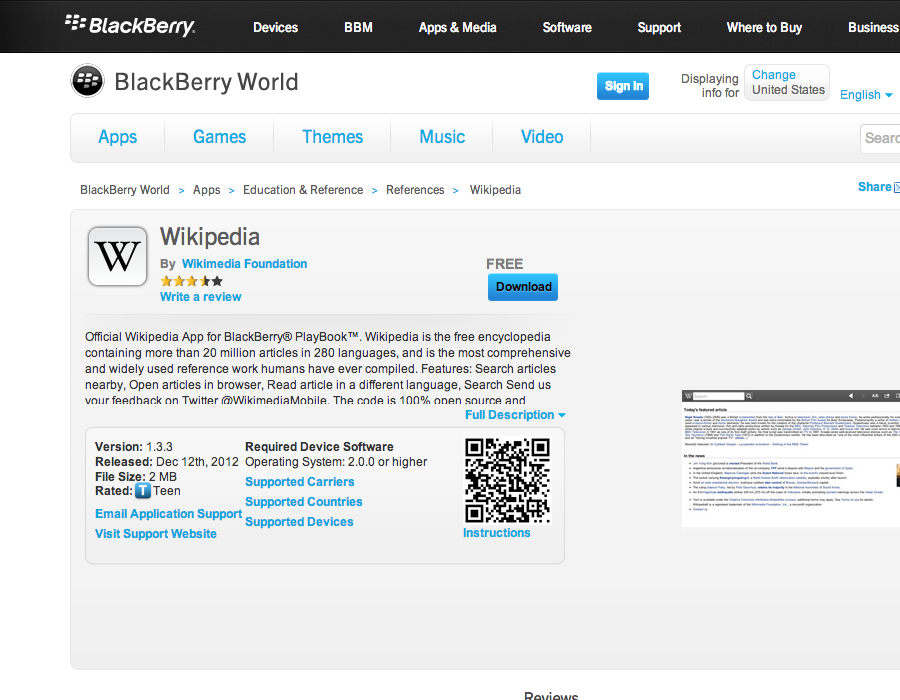 BlackBerry.
Devices BBM Apps & Media Software Support Where to Buy Business
BlackBerry World
Sign In
Displaying info for
Change
United States
English
Apps Games Themes Music Video
Searc
BlackBerry World > Apps > Education & Reference > References > Wikipedia
Share
W
Wikipedia
By Wikimedia Foundation
Write a review
FREE
Download
Official Wikipedia App for BlackBerry® PlayBook™. Wikipedia is the free encyclopedia
containing more than 20 million articles in 280 languages, and is the most comprehensive
and widely used reference work humans have ever compiled. Features: Search articles
nearby, Open articles in browser, Read article in a different language, Search Send us
your feedback on Twitter @WikimediaMobile. The code is 100% open source and
Full Description
Version: 1.3.3
Released: Dec 12th, 2012
File Size: 2 MB
Rated: T Teen
Email Application Support
Visit Support Website
Required Device Software
Operating System: 2.0.0 or higher
Supported Carriers
Supported Countries
Supported Devices
Instructions
Today's featured article
In the news
Reviews